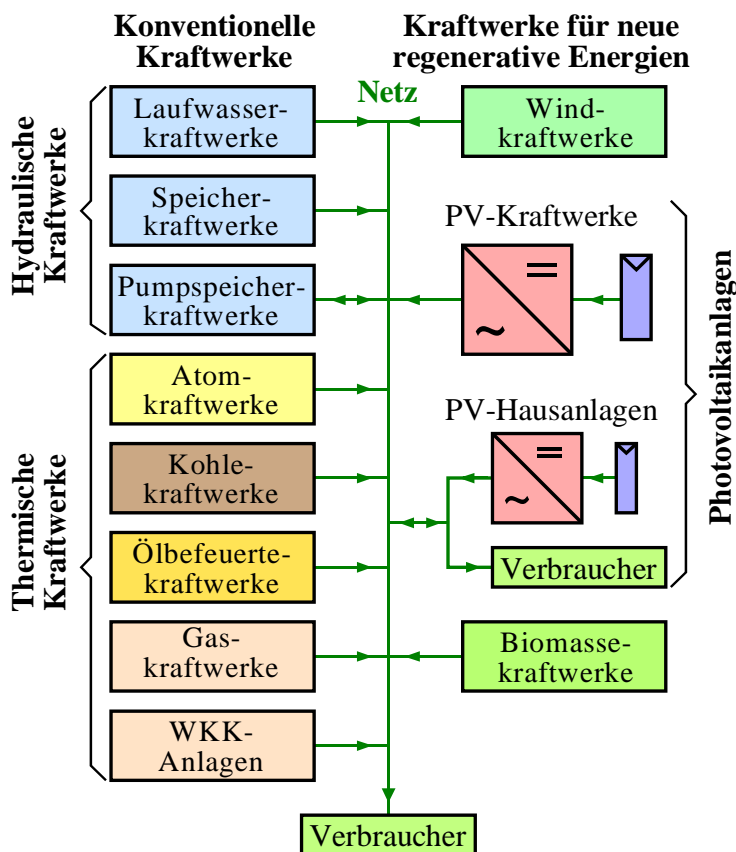 Konventionelle
Kraftwerke
Kraftwerke für neue
regenerative Energien
Netz
Hydraulische
Kraftwerke
Laufwasser-
kraftwerke
Speicher-
kraftwerke
Pumpspeicher-
kraftwerke
Thermische
Kraftwerke
Atom-
kraftwerke
Kohle-
kraftwerke
Ölbefeuerte-
kraftwerke
Gas-
kraftwerke
WKK-
Anlagen
Wind-
kraftwerke
PV-Kraftwerke
=
~
PV-Hausanlagen
=
~
Verbraucher
Photovoltaikanlagen
Biomasse-
kraftwerke
Verbraucher